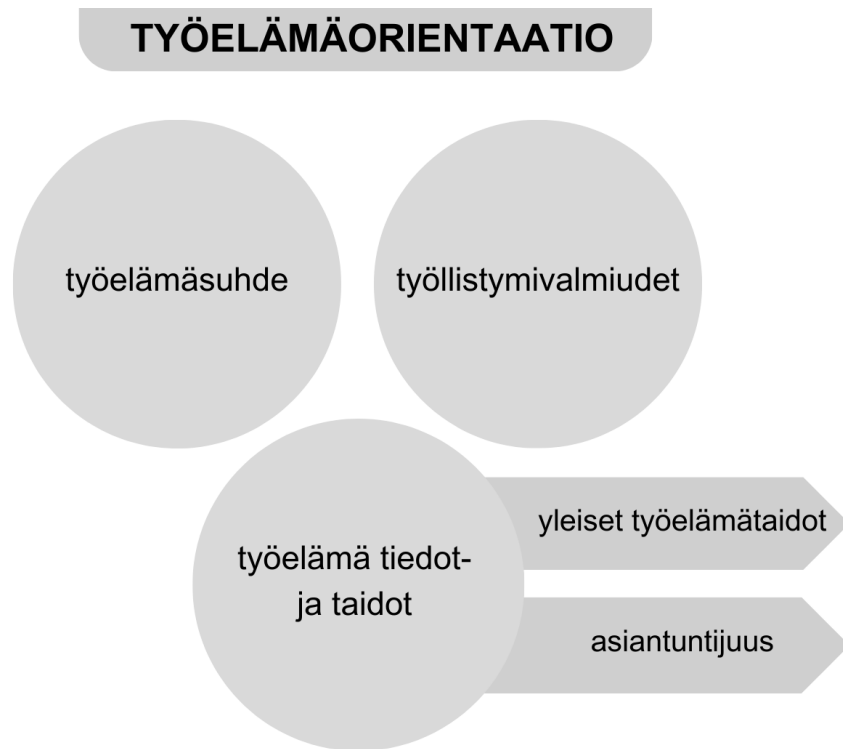 TYÖELÄMÄORIENTAATIO
työelämäsuhde
työllistymivalmiudet
työelämä tiedot-
ja taidot
yleiset työelämätaidot
asiantuntijuus